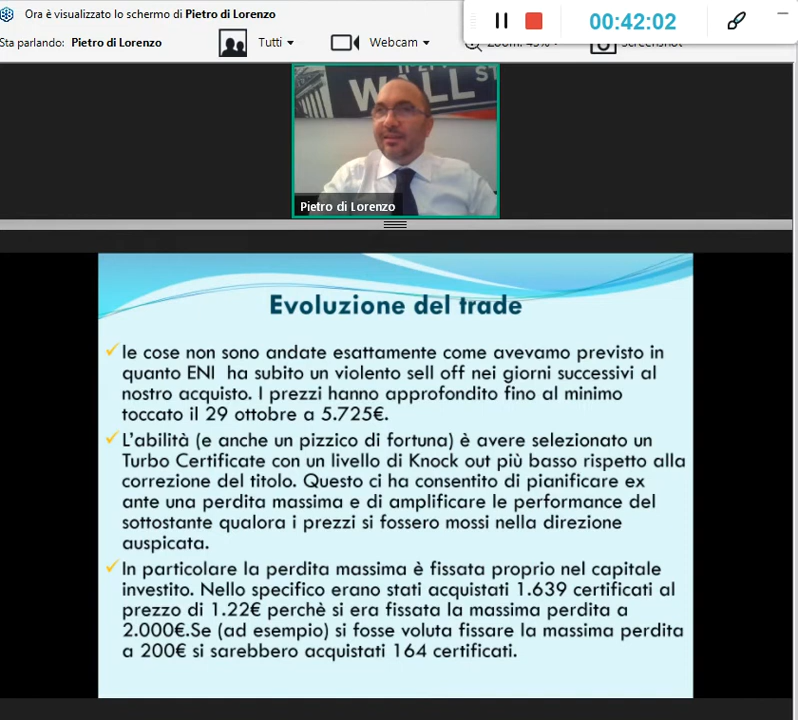 Ora è visualizzato lo schermo di Pietro di Lorenzo
00:42:02
Sta parlando: Pietro di Lorenzo
Tutti
Webcam
Zoom: 45%
Screenshot
WALL ST
Pietro di Lorenzo
Evoluzione del trade
le cose non sono andate esattamente come avevamo previsto in
quanto ENI ha subito un violento sell off nei giorni successivi al
nostro acquisto. I prezzi hanno approfondito fino al minimo
toccato il 29 ottobre a 5.725€.
L'abilità (e anche un pizzico di fortuna) è avere selezionato un
Turbo Certificate con un livello di Knock out più basso rispetto alla
correzione del titolo. Questo ci ha consentito di pianificare ex
ante una perdita massima e di amplificare le performance del
sottostante qualora i prezzi si fossero mossi nella direzione
auspicata.
In particolare la perdita massima è fissata proprio nel capitale
investito. Nello specifico erano stati acquistati 1.639 certificati al
prezzo di 1.22€ perchè si era fissata la massima perdita a
2.000€.Se (ad esempio) si fosse voluta fissare la massima perdita
a 200€ si sarebbero acquistati 164 certificati.